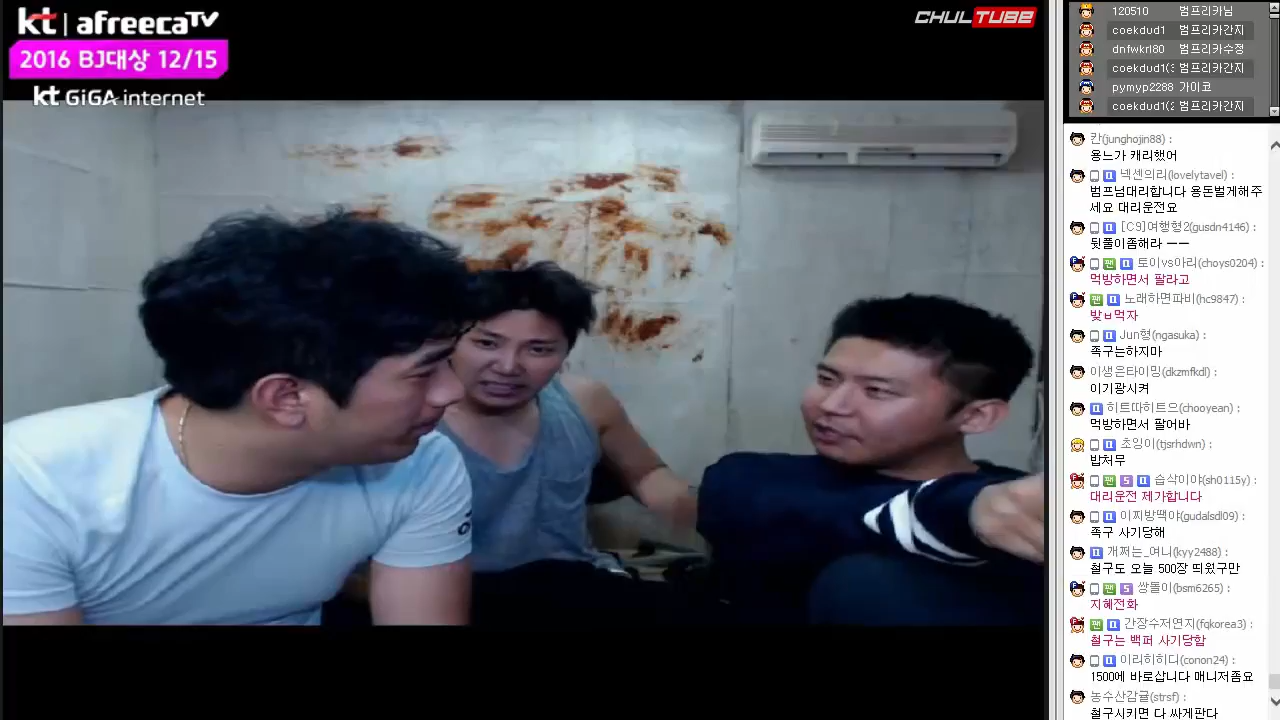 kt | afreecaTV
CHULTUBE
2016 BJ대상 12/15
kt GiGA internet
120510 범프리카님
coekdud1 범프리카간지
dnfwkrl80 범프리카수정
coekdud1(3 범프리카간지
pymyp2288 가이코
coekdud1(2 범프리카간지
칸(junghojin88) :
용느가 캐리했어
넥센의리(lovelytavel) :
범프넘대리합니다 용돈벌게해주
세요 대리운전요
[C9]여행형2(gusdn4146) :
뒷풀이좀해라 ㅡㅡ
팬 토이vs아리(choys0204) :
먹방하면서 팔라고
팬 노래하면파비(hc9847) :
밪ㅂ먹자
Jun형(ngasuka) :
족구는하지마
이생은타이밍(dkzmfkdl) :
이기광시켜
히트따히트으(chooyean) :
먹방하면서 팔어바
초잉이(tjsrhdwn) :
밥처무
팬 S 습삭이야(sh0115y) :
대리운전 제가합니다
이찌방떽야(gudalsdl09) :
족구 사기당해
개쩌는_여니(kyy2488) :
철구도 오늘 500장 띄웠구만
팬 S 쌍돌이(bsm6265) :
지혜전화
팬 간장수저연지(fqkorea3) :
철구는 백퍼 사기당함
이리히히디(conon24) :
1500에 바로삽니다 매니저좀요
농수산감귤(strsf) :
철구시키면 다 싸게판다